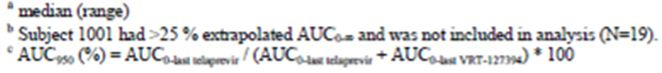 a median (range)
b Subject 1001 had >25 % extrapolated AUC0-∞ and was not included in analysis (N=19).
c AUC950 (%) = AUC0-last telaprevir / (AUC0-last telaprevir + AUC0-last VRT-127394) * 100